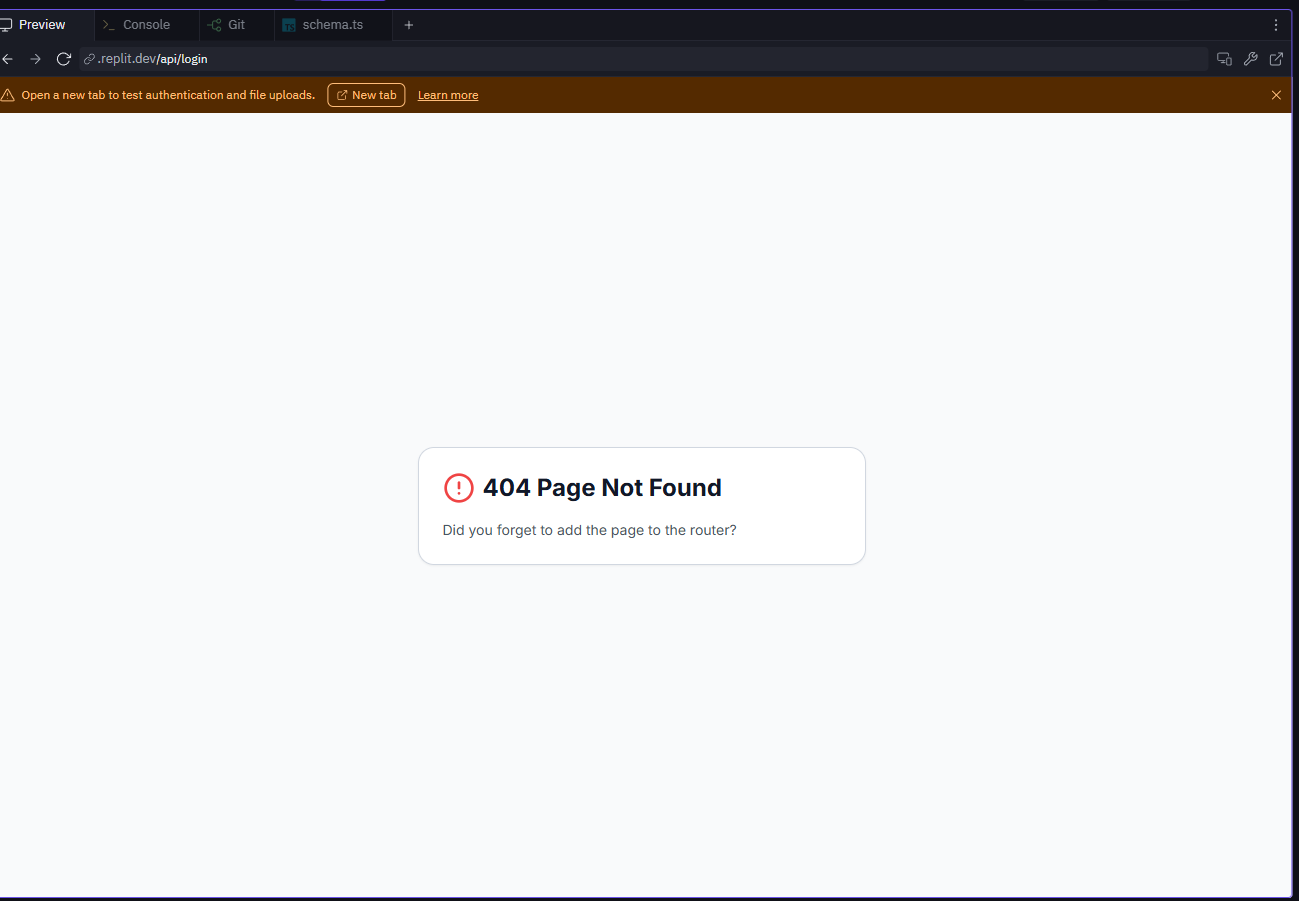 Preview
>_ Console
Git
TS schema.ts
.replit.dev/api/login
Open a new tab to test authentication and file uploads. New tab Learn more
404 Page Not Found
Did you forget to add the page to the router?